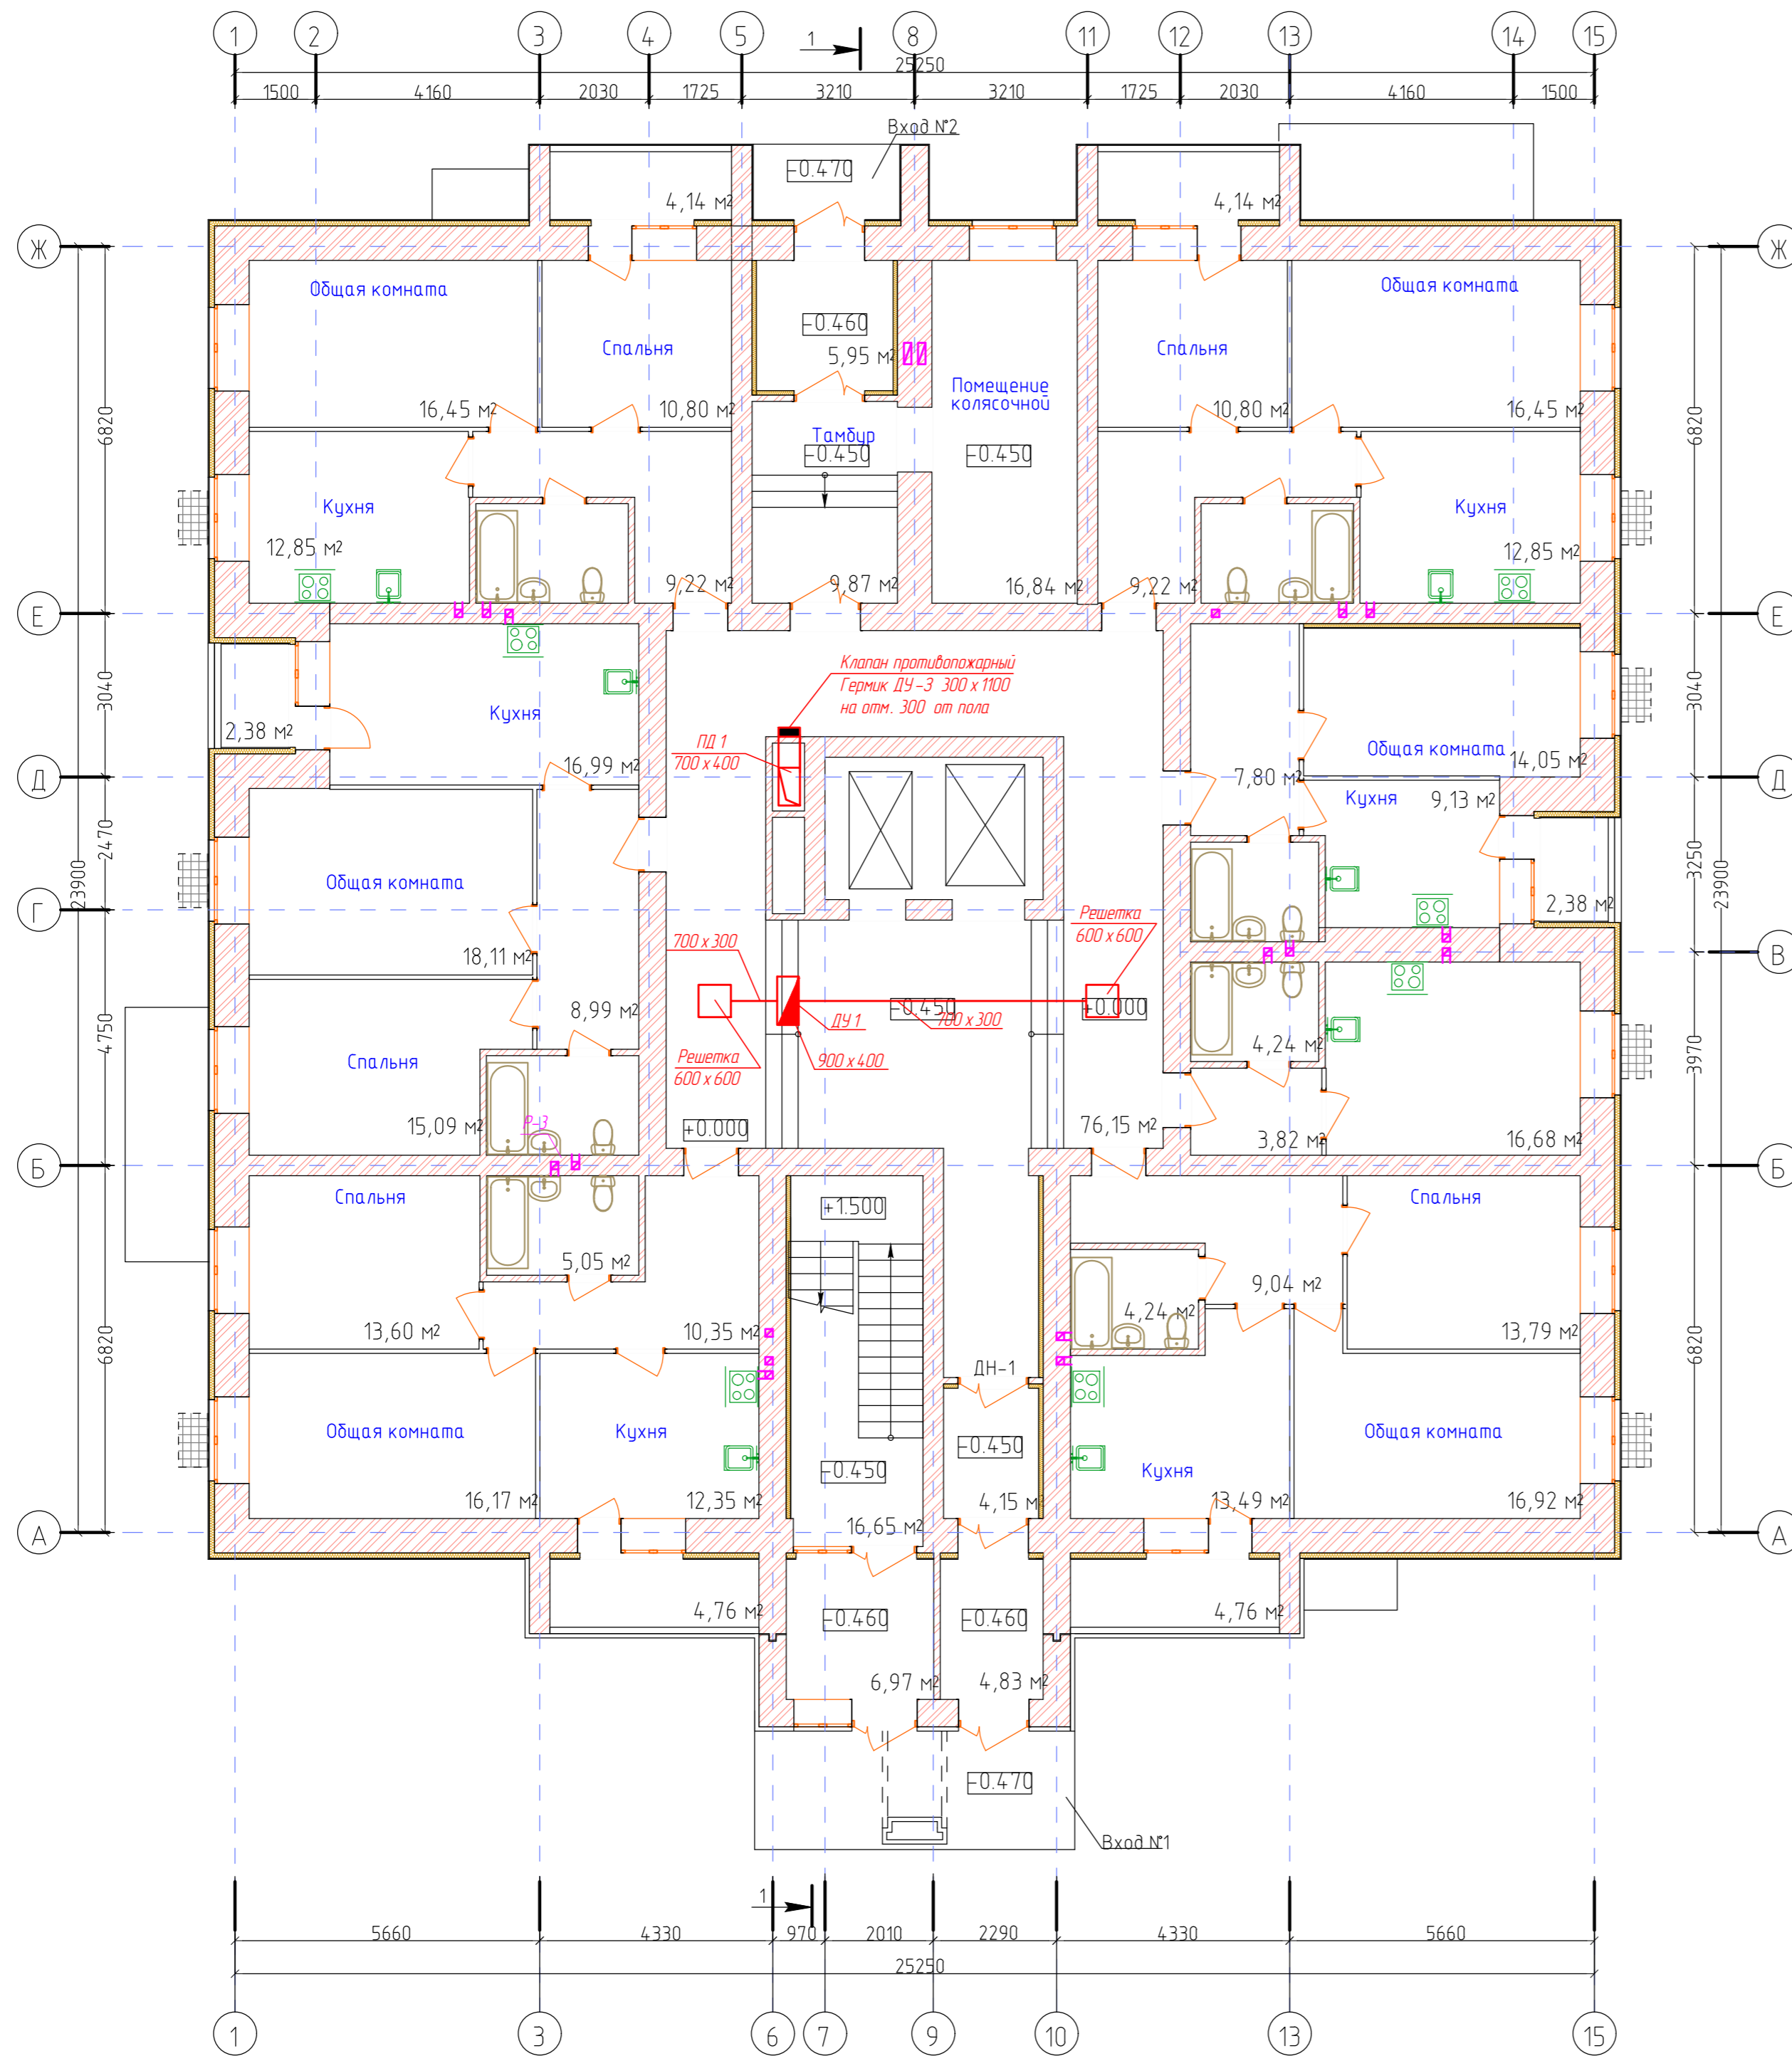 1 2 3 4 5 8 11 12 13 14 15
1
25250
1500 4160 2030 1725 3210 3210 1725 2030 4160 1500
Вход №2
-0.470
4,14 м²
4,14 м²
Ж
Ж
Общая комната
Общая комната
-0.460
Спальня
5,95 м²
Спальня
Помещение
колясочной
16,45 м²
10,80 м²
10,80 м²
16,45 м²
6820
6820
Тамбур
-0.450
-0.450
Кухня
Кухня
12,85 м²
12,85 м²
9,22 м²
9,87 м²
16,84 м²
9,22 м²
Е
Е
Клапан противопожарный
Гермик ДУ-3 300 х 1100
на отм. 300 от пола
3040
3040
Кухня
2,38 м²
ПД 1
700 х 400
Общая комната
14,05 м²
16,99 м²
7,80 м²
Д
Д
Кухня
9,13 м²
2470
3250
23900
23900
Общая комната
Г
2,38 м²
Решетка
600 х 600
700 х 300
18,11 м²
В
8,99 м²
-0.450
+0.000
700 х 300
ДУ 1
4750
3970
4,24 м²
Спальня
Решетка
600 х 600
900 х 400
15,09 м²
Р-3
+0.000
76,15 м²
3,82 м²
16,68 м²
Б
Б
Спальня
Спальня
+1.500
5,05 м²
9,04 м²
4,24 м²
13,60 м²
10,35 м²
13,79 м²
6820
6820
ДН-1
Общая комната
Кухня
-0.450
Общая комната
-0.450
Кухня
16,17 м²
12,35 м²
4,15 м²
13,49 м²
16,92 м²
16,65 м²
А
А
4,76 м²
-0.460
-0.460
4,76 м²
6,97 м²
4,83 м²
-0.470
Вход №1
1
5660 4330 970 2010 2290 4330 5660
25250
1 3 6 7 9 10 13 15